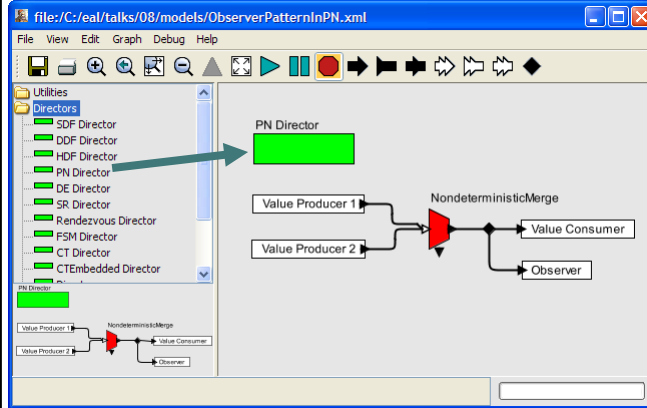 file:/C:/eal/talks/08/models/ObserverPatternInPN.xml
File View Edit Graph Debug Help
Utilities
Directors
SDF Director
DDF Director
HDF Director
PN Director
DE Director
SR Director
Rendezvous Director
FSM Director
CT Director
CTEmbedded Director
PN Director
Value Producer 1
Value Producer 2
NondeterministicMerge
Value Consumer
Observer
PN Director
Value Producer 1
Value Producer 2
NondeterministicMerge
Value Consumer
Observer